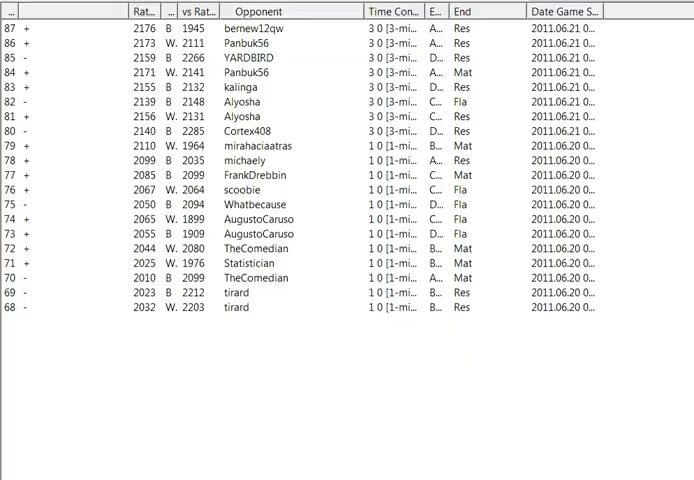 ... Rat... ... vs Rat... Opponent Time Con... E... End Date Game S...
87 + 2176 B 1945 bernew12qw 3 0 [3-mi... A... Res 2011.06.21 0...
86 + 2173 W. 2111 Panbuk56 3 0 [3-mi... A... Res 2011.06.21 0...
85 - 2159 B 2266 YARDBIRD 3 0 [3-mi... D... Res 2011.06.21 0...
84 + 2171 W. 2141 Panbuk56 3 0 [3-mi... A... Mat 2011.06.21 0...
83 + 2155 B 2132 kalinga 3 0 [3-mi... D... Res 2011.06.21 0...
82 - 2139 B 2148 Alyosha 3 0 [3-mi... C... Fla 2011.06.21 0...
81 + 2156 W. 2131 Alyosha 3 0 [3-mi... C... Res 2011.06.21 0...
80 - 2140 B 2285 Cortex408 3 0 [3-mi... D... Res 2011.06.21 0...
79 + 2110 W. 1964 mirahaciaatras 1 0 [1-mi... B... Mat 2011.06.20 0...
78 + 2099 B 2035 michaely 1 0 [1-mi... A... Res 2011.06.20 0...
77 + 2085 B 2099 FrankDrebbin 1 0 [1-mi... C... Mat 2011.06.20 0...
76 + 2067 W. 2064 scoobie 1 0 [1-mi... C... Fla 2011.06.20 0...
75 - 2050 B 2094 Whatbecause 1 0 [1-mi... D... Fla 2011.06.20 0...
74 + 2065 W. 1899 AugustoCaruso 1 0 [1-mi... C... Fla 2011.06.20 0...
73 + 2055 B 1909 AugustoCaruso 1 0 [1-mi... D... Fla 2011.06.20 0...
72 + 2044 W. 2080 TheComedian 1 0 [1-mi... B... Mat 2011.06.20 0...
71 + 2025 W. 1976 Statistician 1 0 [1-mi... B... Mat 2011.06.20 0...
70 - 2010 B 2099 TheComedian 1 0 [1-mi... A... Mat 2011.06.20 0...
69 - 2023 B 2212 tirard 1 0 [1-mi... B... Res 2011.06.20 0...
68 - 2032 W. 2203 tirard 1 0 [1-mi... B... Res 2011.06.20 0...